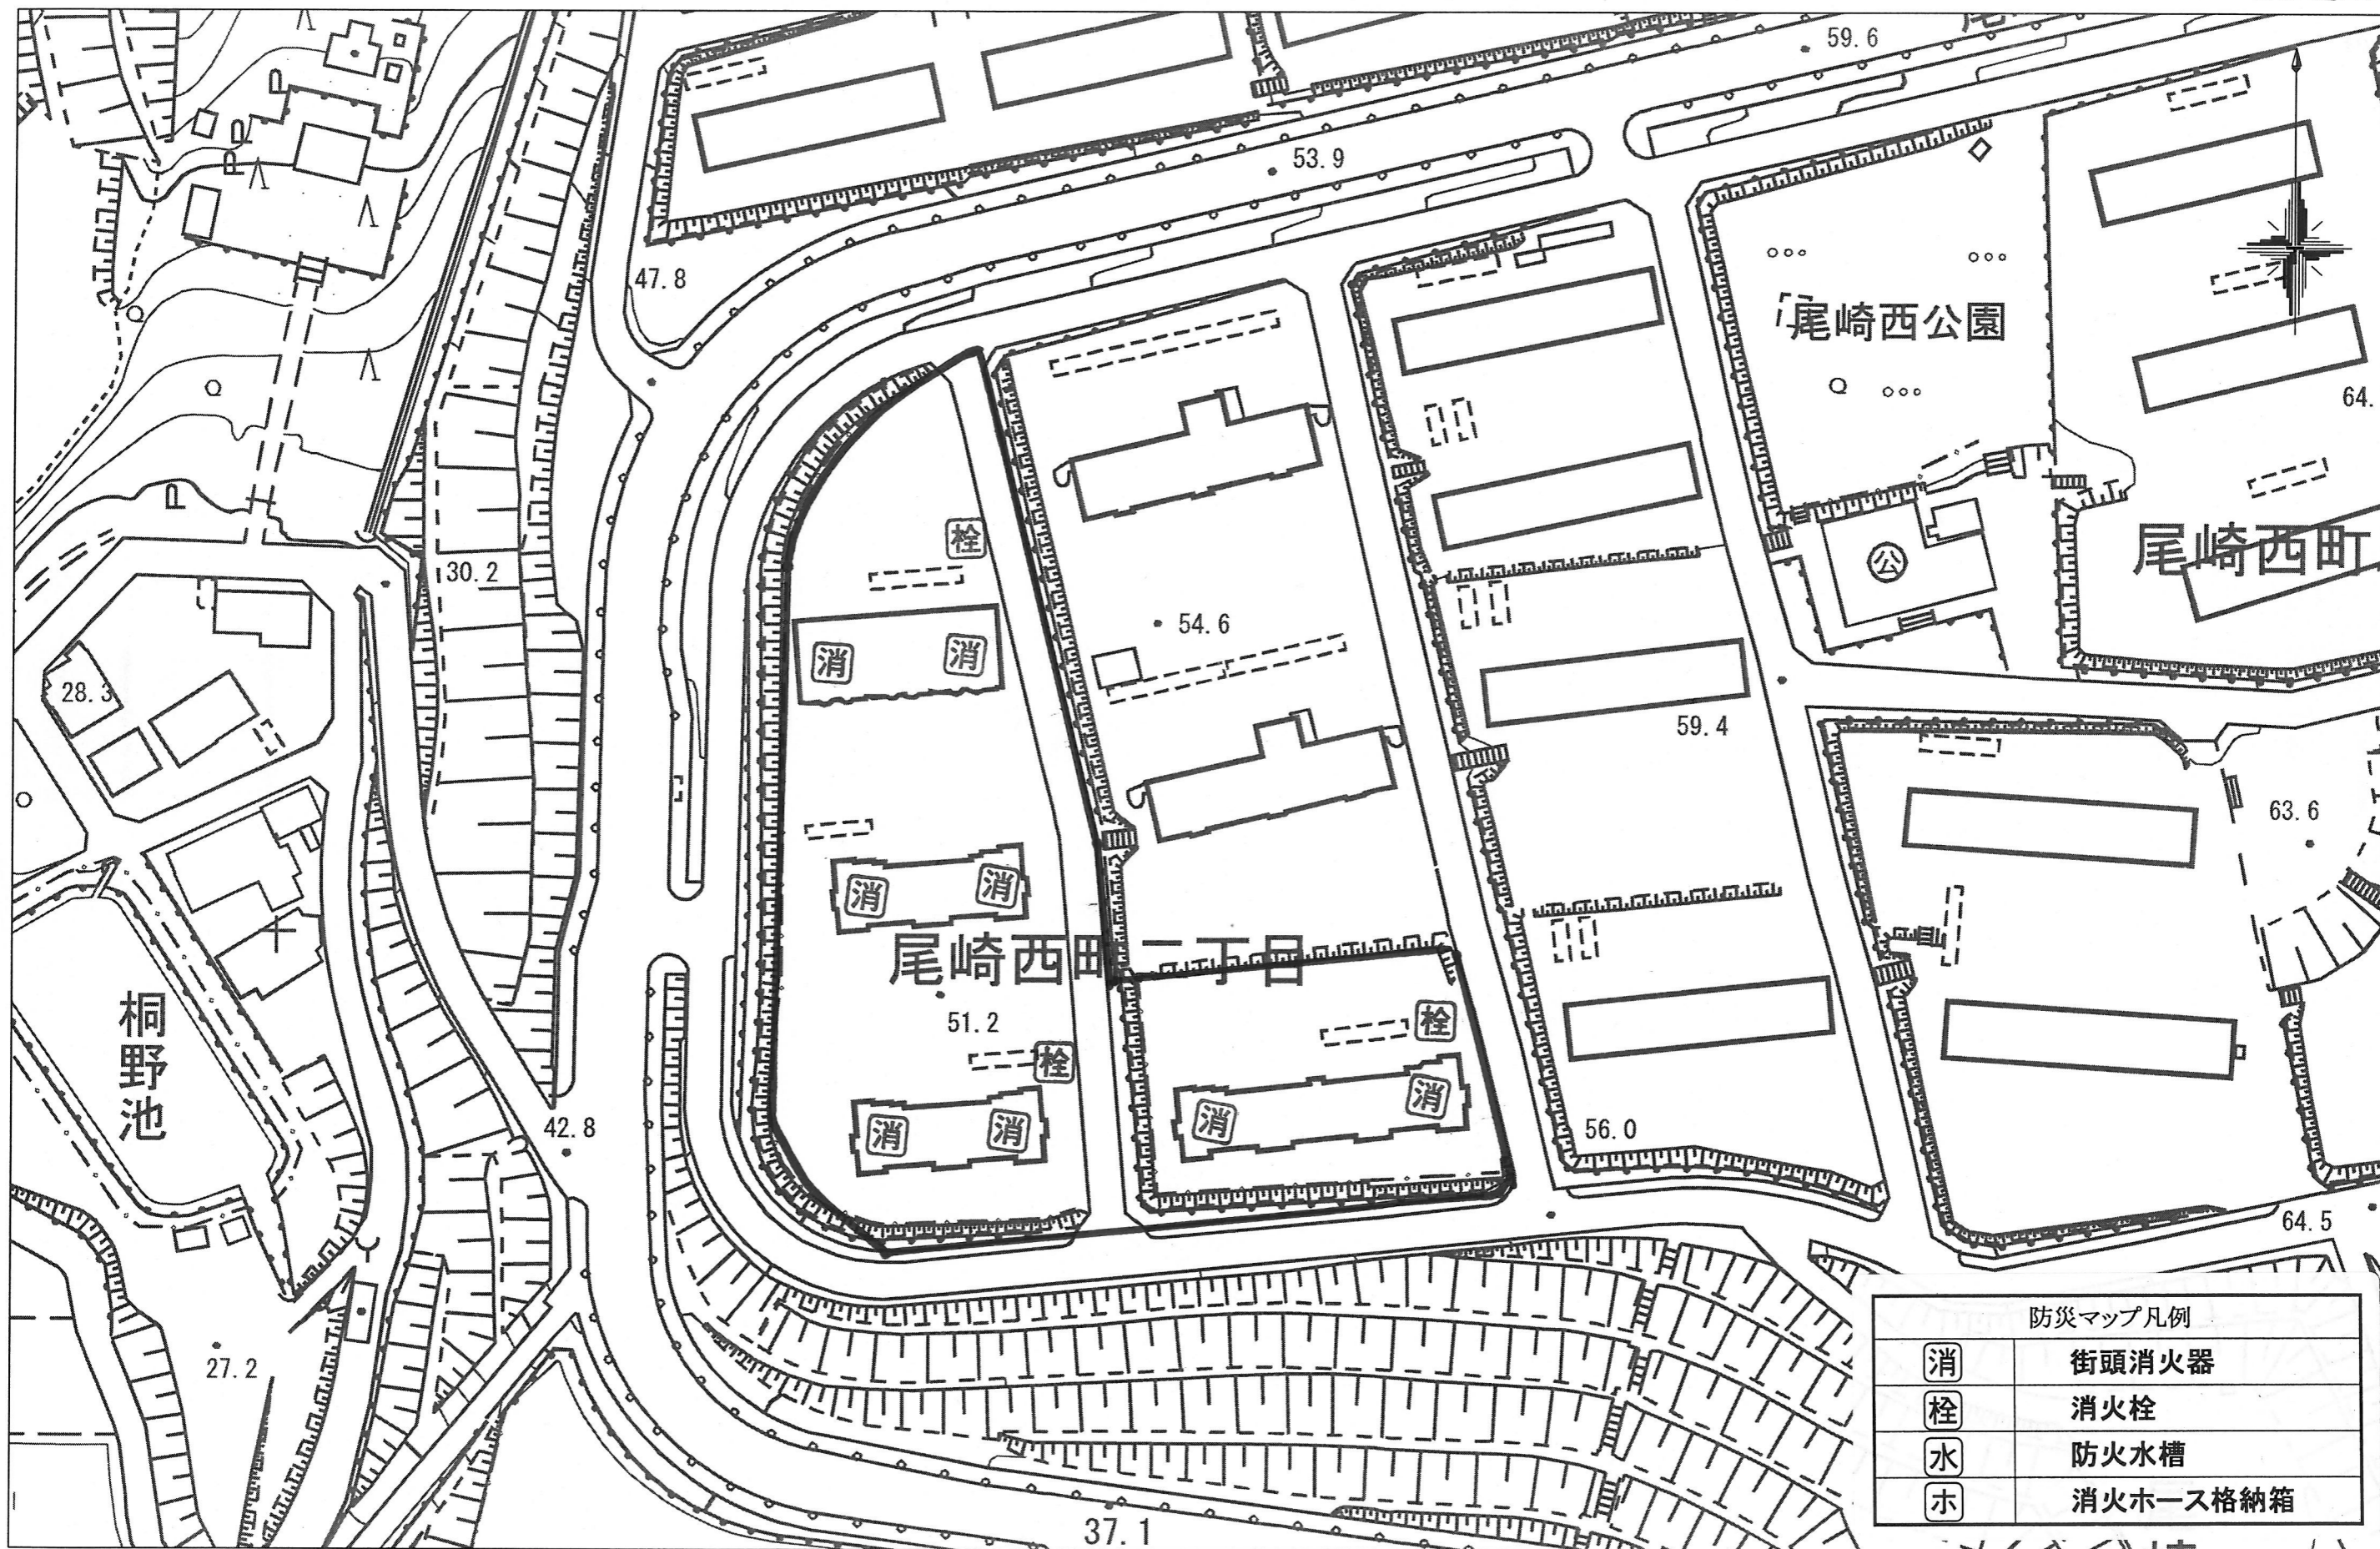 59.6
53.9
47.8
尾崎西公園
64.
栓
尾崎西町
公
30.2
54.6
消
消
28.3
59.4
63.6
消
消
尾崎西町二丁目
桐野池
51.2
栓
栓
消
消
消
消
42.8
56.0
64.5
27.2
37.1
防災マップ凡例
消 街頭消火器
栓 消火栓
水 防火水槽
ホ 消火ホース格納箱